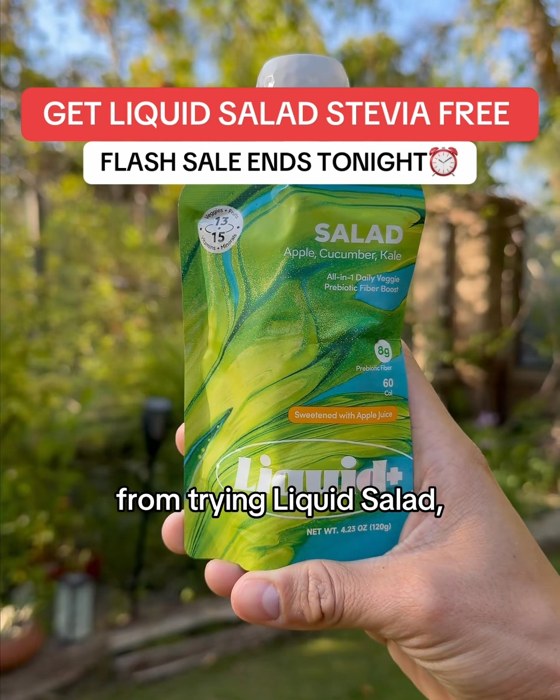 GET LIQUID SALAD STEVIA FREE
FLASH SALE ENDS TONIGHT⏰
13
15
SALAD
Apple, Cucumber, Kale
All-in-1 Daily Veggie
Prebiotic Fiber Boost
8g
Prebiotic Fiber
60
Cal
Sweetened with Apple Juice
Liquid+
from trying Liquid Salad,
NET WT. 4.23 OZ (120g)